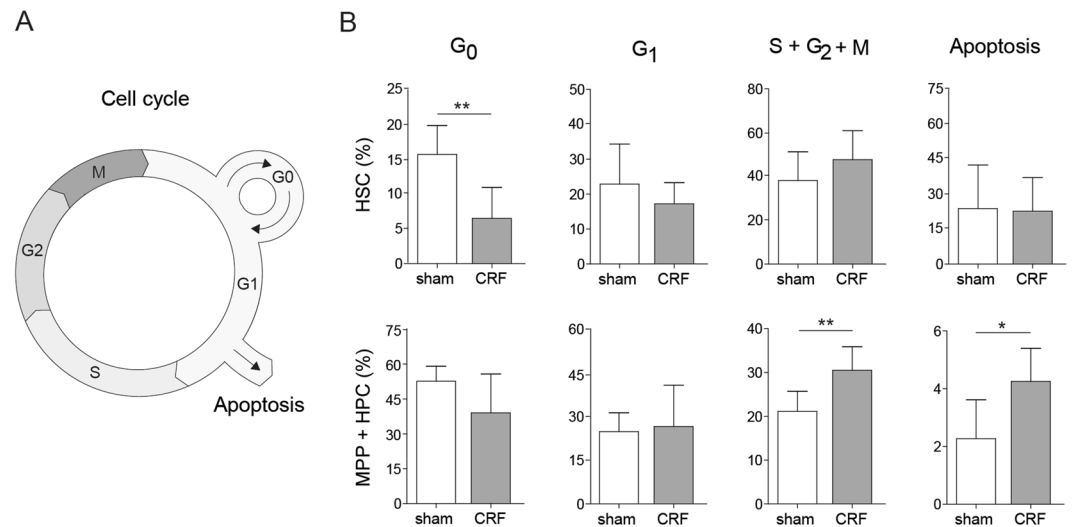 A
B
Cell cycle
M
G0
G2
G1
S
Apoptosis
G0
G1
S + G2 + M
Apoptosis
HSC (%)
25
20
15
10
5
0
**
sham
CRF
50
40
30
20
10
0
sham
CRF
80
60
40
20
0
sham
CRF
75
60
45
30
15
0
sham
CRF
MPP + HPC (%)
75
60
45
30
15
0
sham
CRF
60
45
30
15
0
sham
CRF
40
30
20
10
0
**
sham
CRF
6
4
2
0
*
sham
CRF